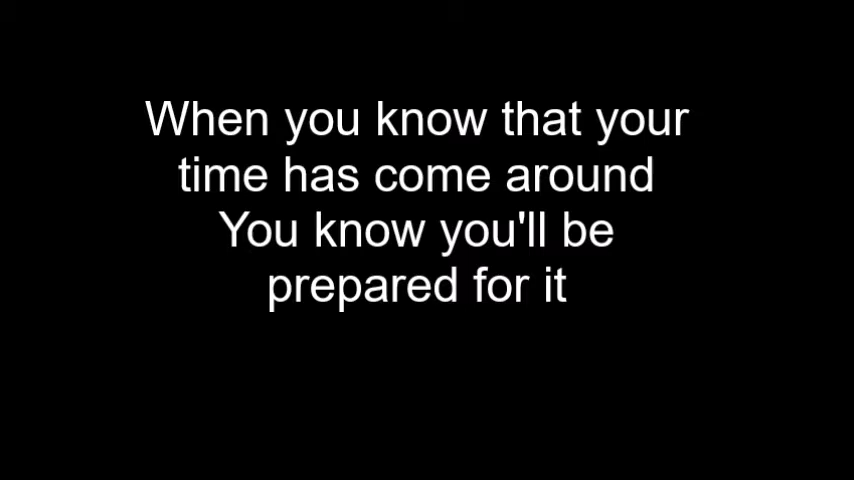 When you know that your
time has come around
You know you'll be
prepared for it